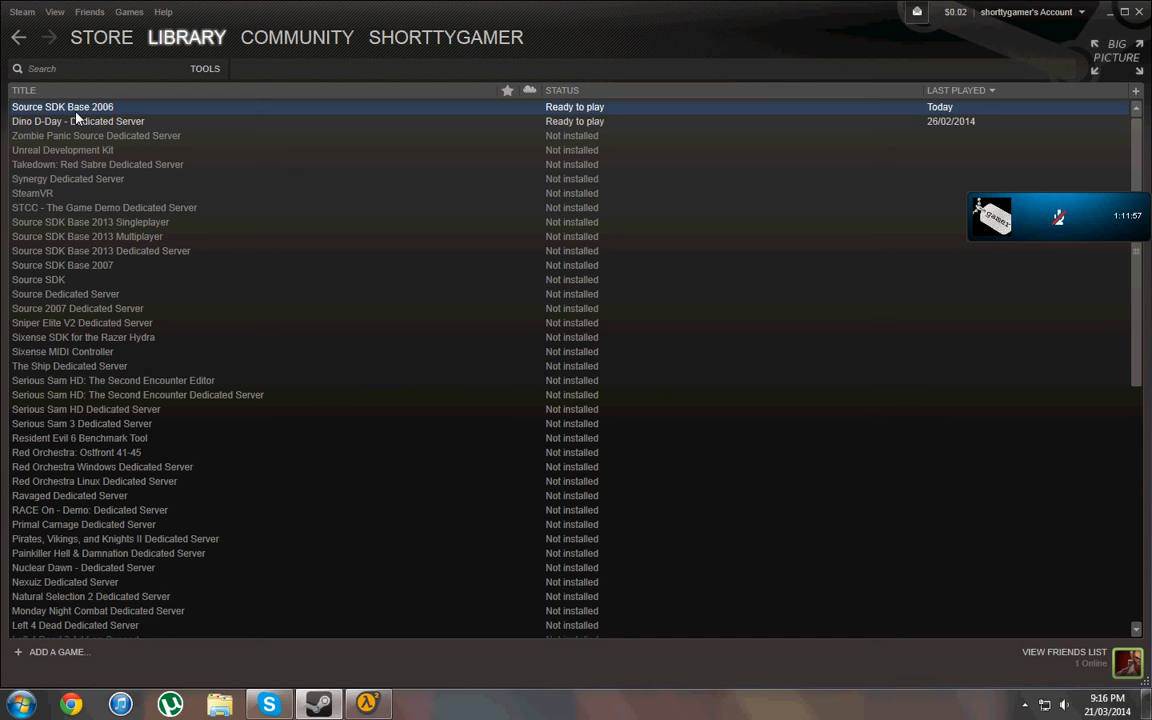 Steam View Friends Games Help $0.02 shorttygamer's Account
STORE LIBRARY COMMUNITY SHORTTYGAMER
BIG PICTURE
Search TOOLS
TITLE STATUS LAST PLAYED
Source SDK Base 2006 Ready to play Today
Dino D-Day - Dedicated Server Ready to play 26/02/2014
Zombie Panic Source Dedicated Server Not installed
Unreal Development Kit Not installed
Takedown: Red Sabre Dedicated Server Not installed
Synergy Dedicated Server Not installed
SteamVR Not installed
STCC - The Game Demo Dedicated Server Not installed
gamer 1:11:57
Source SDK Base 2013 Singleplayer Not installed
Source SDK Base 2013 Multiplayer Not installed
Source SDK Base 2013 Dedicated Server Not installed
Source SDK Base 2007 Not installed
Source SDK Not installed
Source Dedicated Server Not installed
Source 2007 Dedicated Server Not installed
Sniper Elite V2 Dedicated Server Not installed
Sixense SDK for the Razer Hydra Not installed
Sixense MIDI Controller Not installed
The Ship Dedicated Server Not installed
Serious Sam HD: The Second Encounter Editor Not installed
Serious Sam HD: The Second Encounter Dedicated Server Not installed
Serious Sam HD Dedicated Server Not installed
Serious Sam 3 Dedicated Server Not installed
Resident Evil 6 Benchmark Tool Not installed
Red Orchestra: Ostfront 41-45 Not installed
Red Orchestra Windows Dedicated Server Not installed
Red Orchestra Linux Dedicated Server Not installed
Ravaged Dedicated Server Not installed
RACE On - Demo: Dedicated Server Not installed
Primal Carnage Dedicated Server Not installed
Pirates, Vikings, and Knights II Dedicated Server Not installed
Painkiller Hell & Damnation Dedicated Server Not installed
Nuclear Dawn - Dedicated Server Not installed
Nexuiz Dedicated Server Not installed
Natural Selection 2 Dedicated Server Not installed
Monday Night Combat Dedicated Server Not installed
Left 4 Dead Dedicated Server Not installed
+ ADD A GAME... VIEW FRIENDS LIST
1 Online
9:16 PM
21/03/2014